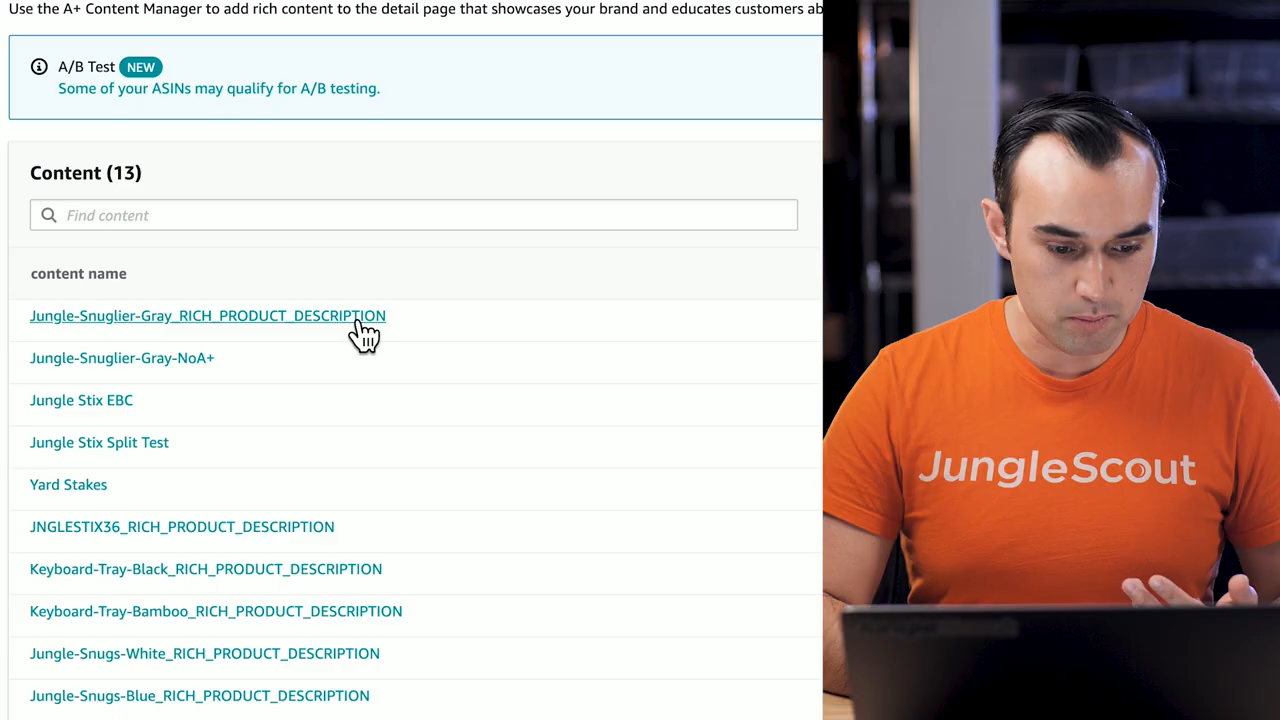 Use the A+ Content Manager to add rich content to the detail page that showcases your brand and educates customers ab
A/B Test NEW
Some of your ASINs may qualify for A/B testing.
Content (13)
Find content
content name
Jungle-Snuglier-Gray_RICH_PRODUCT_DESCRIPTION
Jungle-Snuglier-Gray-NoA+
Jungle Stix EBC
Jungle Stix Split Test
Yard Stakes
JNGLESTIX36_RICH_PRODUCT_DESCRIPTION
Keyboard-Tray-Black_RICH_PRODUCT_DESCRIPTION
Keyboard-Tray-Bamboo_RICH_PRODUCT_DESCRIPTION
Jungle-Snugs-White_RICH_PRODUCT_DESCRIPTION
Jungle-Snugs-Blue_RICH_PRODUCT_DESCRIPTION
JungleScout